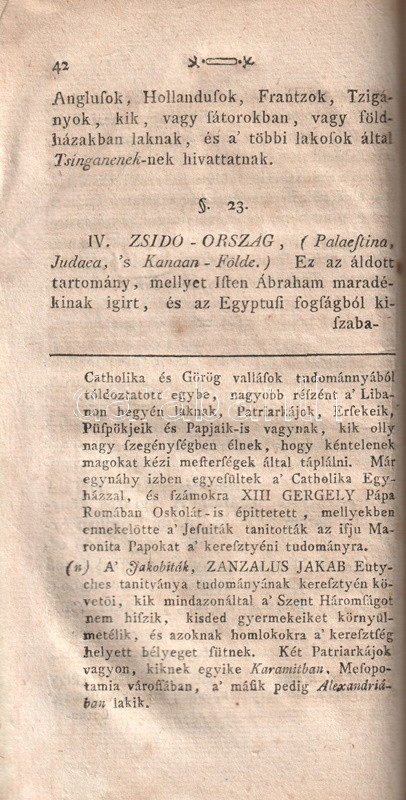 42
Anglusok, Hollandusok, Frantzok, Tzigá-
nyok, kik, vagy sátorokban, vagy föld-
házakban laknak, és a' többi lakosok által
Tsinganenek-nek hivattatnak.
§. 23.
IV. ZSIDÓ-ORSZÁG, (Palaeſtina,
Judaea, 's Kanaan-Földe.) Ez az áldott
tartomány, mellyet Iſten Ábraham maradé-
kinak igirt, és az Egyptuſi fogſágból ki-
ſzaba-
Catholika és Görög valláſok tudománnyából
tóldoztatott egybe, nagyobb réſzént a' Liba-
non hegyén laknak, Patriarkájok, Erſekeik,
Püſpökjeik és Papjaik-is vagynak, kik olly
nagy ſzegényſégben élnek, hogy kéntelenek
magokat kézi meſterſégek által táplálni. Már
egynáhy izben egyeſültek a' Catholika Egy-
házzal, és ſzámokra XIII GERGELY Pápa
Romában Oskolát-is épittetett, mellyekben
ennekelötte a' Jeſuiták tanitották az ifju Ma-
ronita Papokat a' kereſztyéni tudományra.
(n) A' Jakobiták, ZANZALUS JAKAB Euty-
ches tanitványa tudományának kereſztyén kö-
vetöi, kik mindazonáltal a' Szent Háromſágot
nem hiſzik, kisded gyermekeiket környül-
metélik, és azoknak homlokokra a' kereſztſég
helyett bélyeget ſütnek. Két Patriarkájok
vagyon, kiknek egyike Karamitban, Meſopo-
tamia vároſſában, a' máſik pedig Alexandriá-
ban lakik.